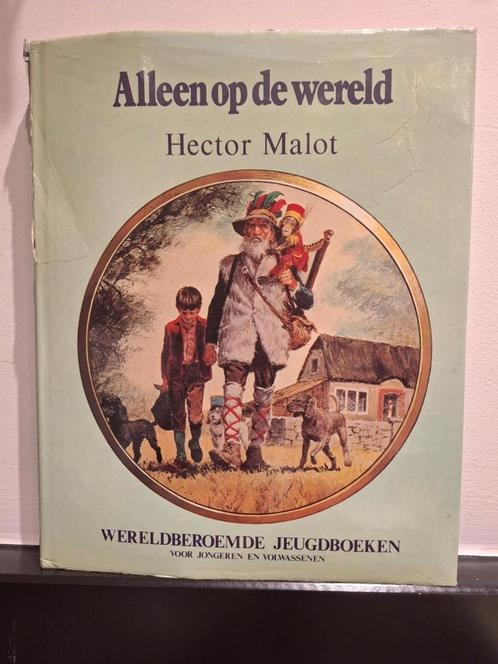 Alleen op de wereld
Hector Malot
WERELDBEROEMDE JEUGDBOEKEN
VOOR JONGEREN EN VOLWASSENEN